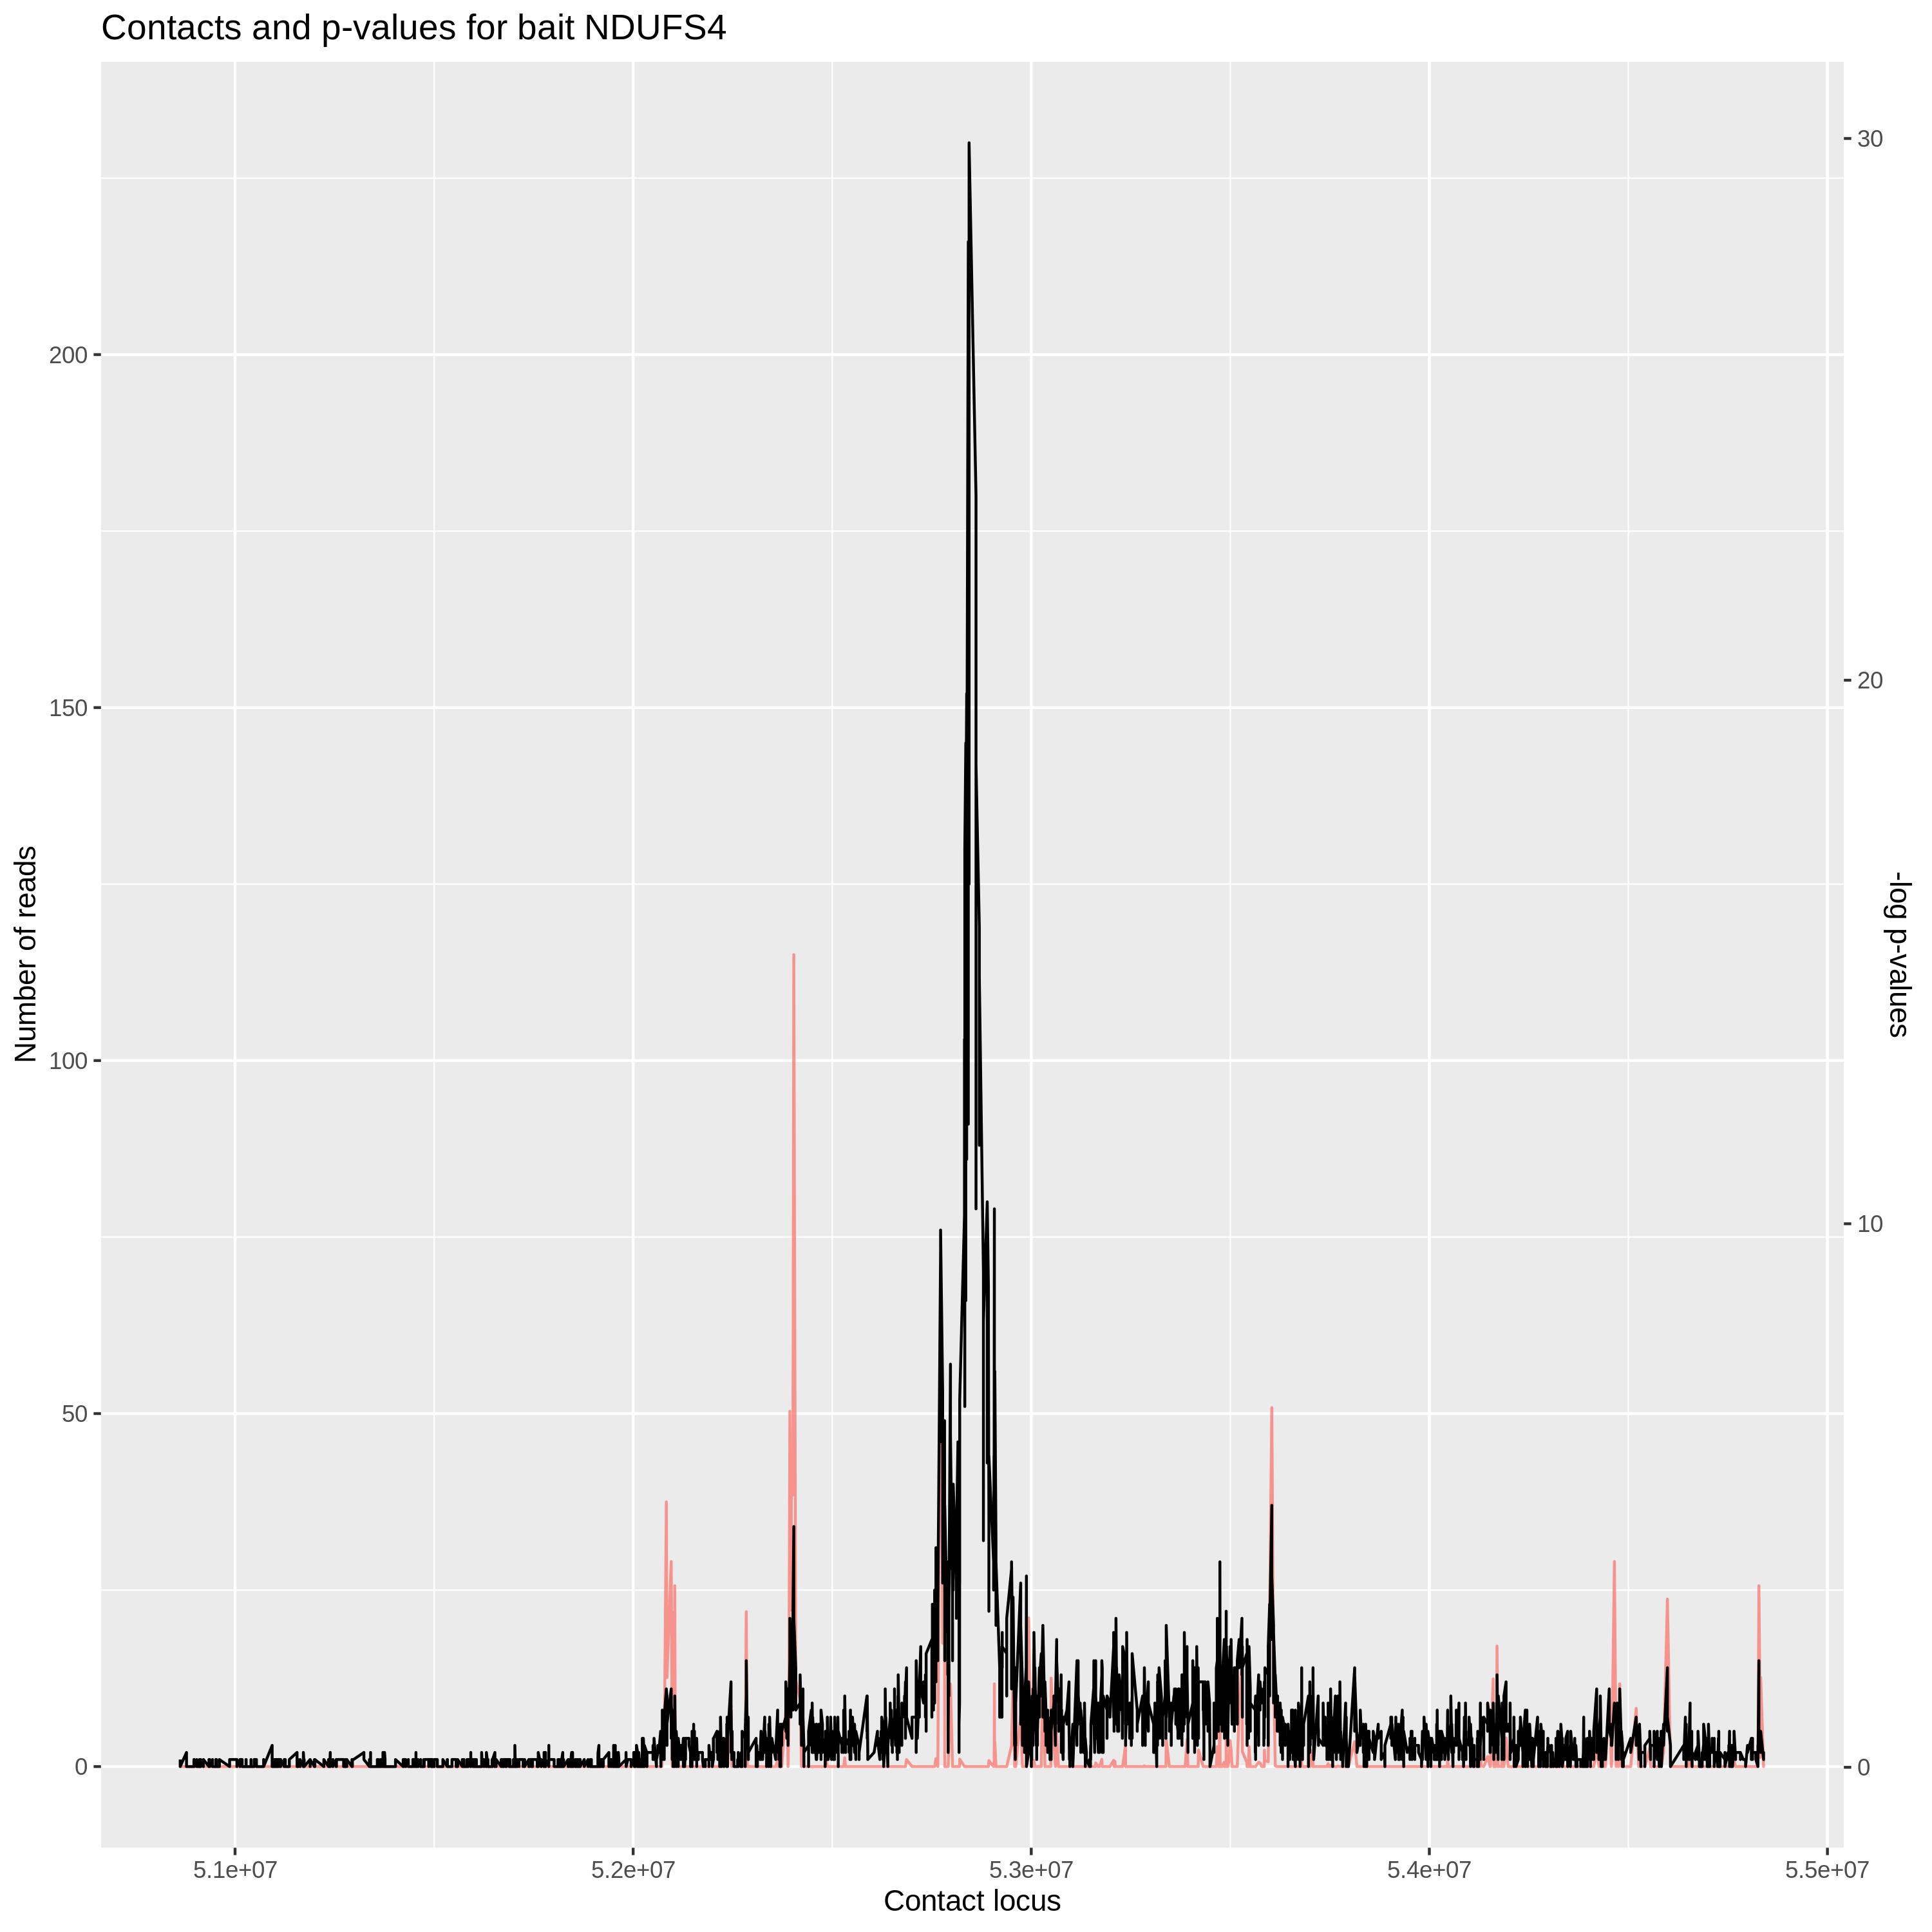 Contacts and p-values for bait NDUFS4
Number of reads
200
150
100
50
0
30
20
10
0
-log p-values
5.1e+07 5.2e+07 5.3e+07 5.4e+07 5.5e+07
Contact locus